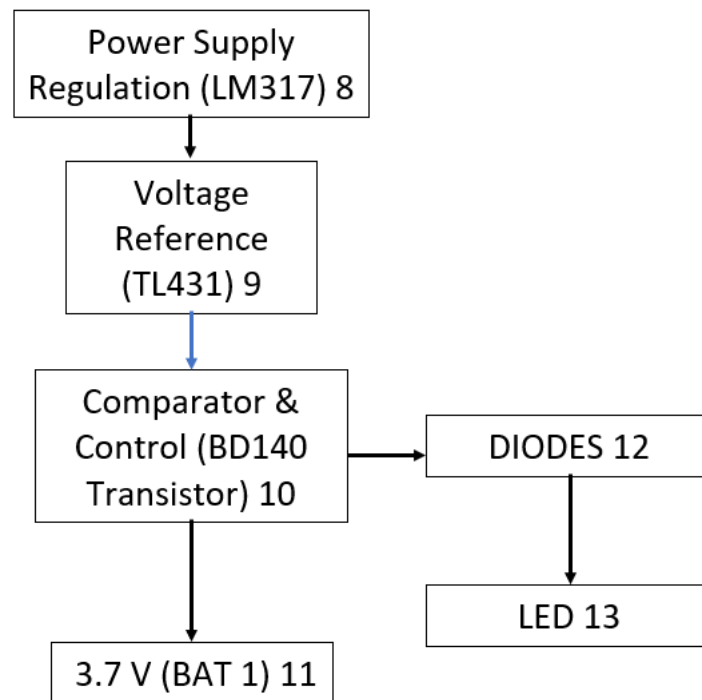 Power Supply
Regulation (LM317) 8
Voltage
Reference
(TL431) 9
Comparator &
Control (BD140
Transistor) 10
DIODES 12
LED 13
3.7 V (BAT 1) 11